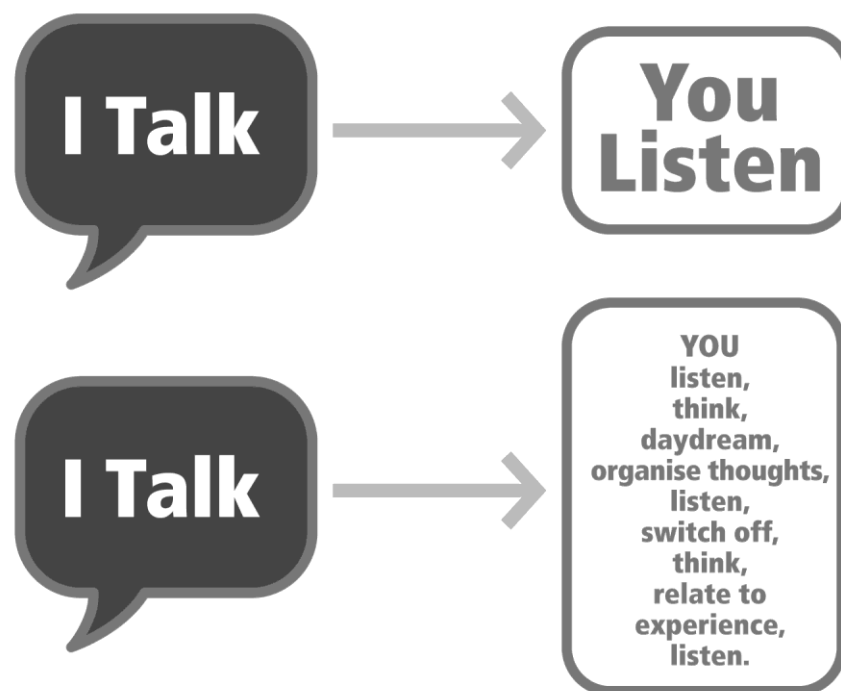 I Talk
You
Listen
I Talk
YOU
listen,
think,
daydream,
organise thoughts,
listen,
switch off,
think,
relate to
experience,
listen.